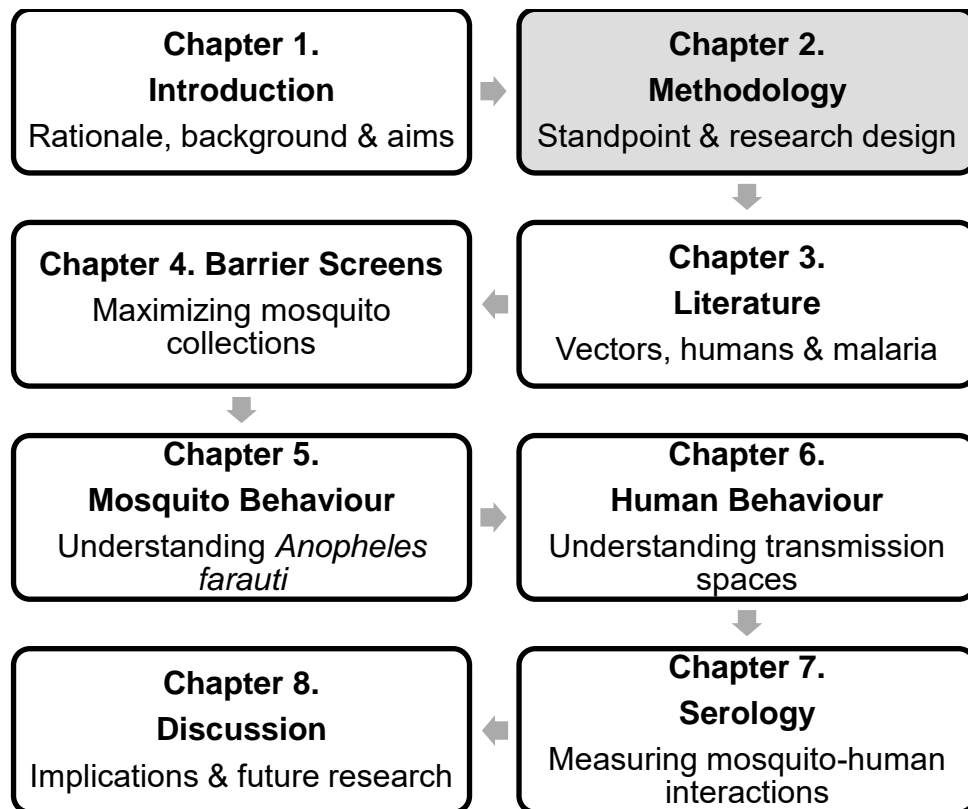 Chapter 1.
Introduction
Rationale, background & aims
Chapter 2.
Methodology
Standpoint & research design
Chapter 3.
Literature
Vectors, humans & malaria
Chapter 4. Barrier Screens
Maximizing mosquito
collections
Chapter 5.
Mosquito Behaviour
Understanding Anopheles
farauti
Chapter 6.
Human Behaviour
Understanding transmission
spaces
Chapter 7.
Serology
Measuring mosquito-human
interactions
Chapter 8.
Discussion
Implications & future research